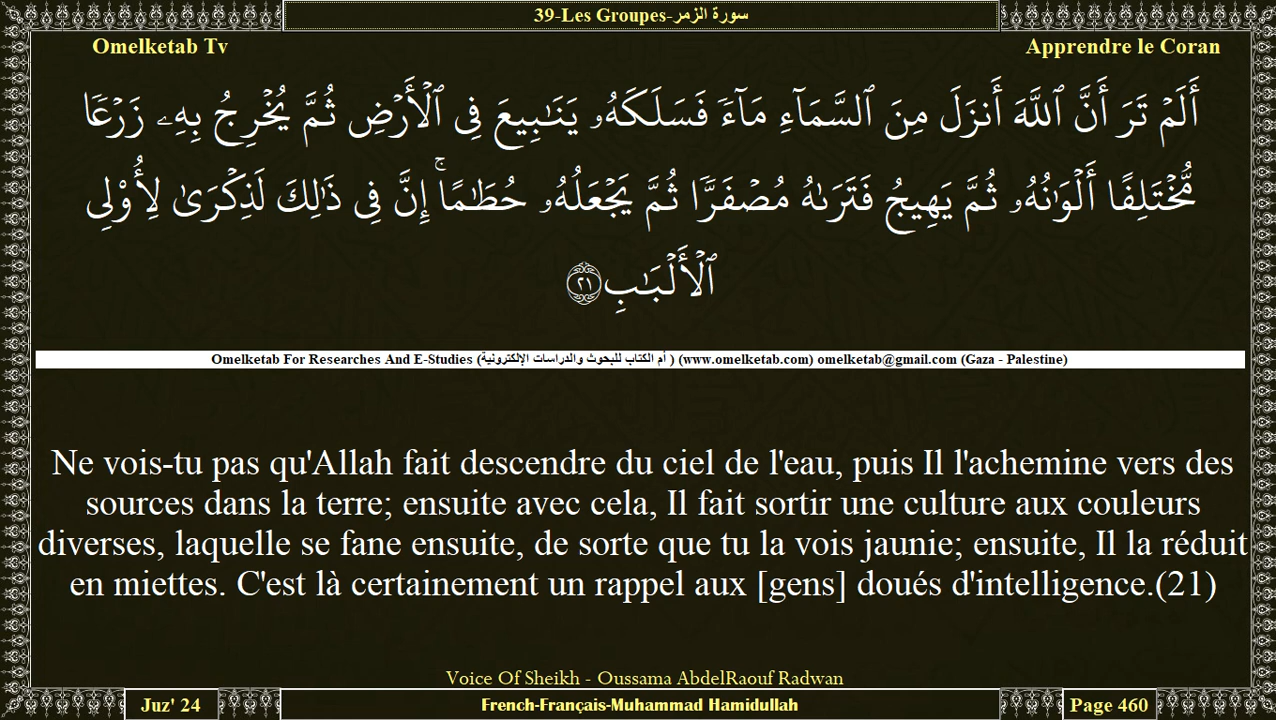 39-Les Groupes-سورة الزمر
Omelketab Tv
Apprendre le Coran
أَلَمۡ تَرَ أَنَّ ٱللَّهَ أَنزَلَ مِنَ ٱلسَّمَآءِ مَآءٗ فَسَلَكَهُۥ يَنَٰبِيعَ فِي ٱلۡأَرۡضِ ثُمَّ يُخۡرِجُ بِهِۦ زَرۡعٗا
مُّخۡتَلِفًا أَلۡوَٰنُهُۥ ثُمَّ يَهِيجُ فَتَرَىٰهُ مُصۡفَرّٗا ثُمَّ يَجۡعَلُهُۥ حُطَٰمًاۚ إِنَّ فِي ذَٰلِكَ لَذِكۡرَىٰ لِأُوْلِي
ٱلۡأَلۡبَٰبِ ٢١
Omelketab For Researches And E-Studies (أم الكتاب للبحوث والدراسات الإلكترونية ) (www.omelketab.com) omelketab@gmail.com (Gaza - Palestine)
Ne vois-tu pas qu'Allah fait descendre du ciel de l'eau, puis Il l'achemine vers des
sources dans la terre; ensuite avec cela, Il fait sortir une culture aux couleurs
diverses, laquelle se fane ensuite, de sorte que tu la vois jaunie; ensuite, Il la réduit
en miettes. C'est là certainement un rappel aux [gens] doués d'intelligence.(21)
Voice Of Sheikh - Oussama AbdelRaouf Radwan
Juz' 24
French-Français-Muhammad Hamidullah
Page 460